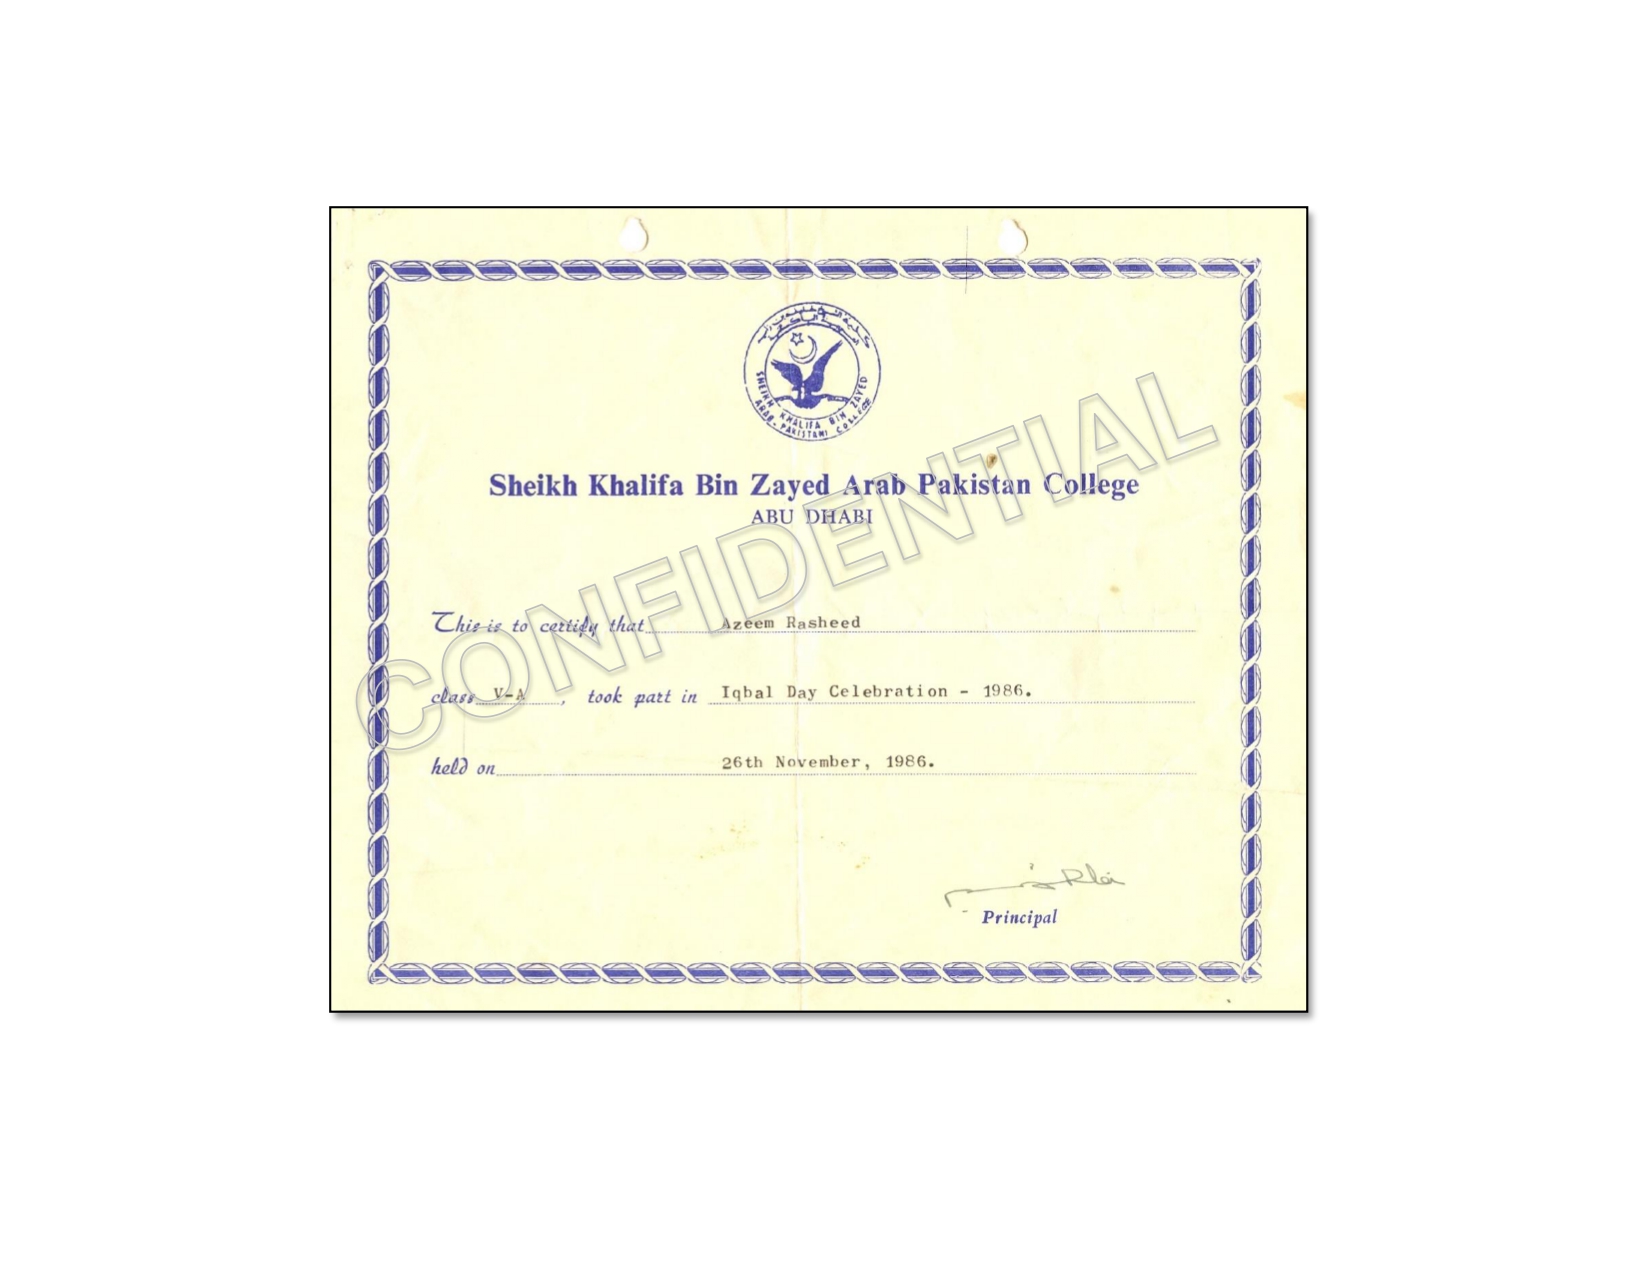 SHEIKH KHALIFA BIN ZAYED
ARAB PAKISTANI COLLEGE
Sheikh Khalifa Bin Zayed Arab Pakistan College
ABU DHABI
CONFIDENTIAL
This is to certify that Azeem Rasheed
class V-A , took part in Iqbal Day Celebration - 1986.
held on 26th November, 1986.
Principal